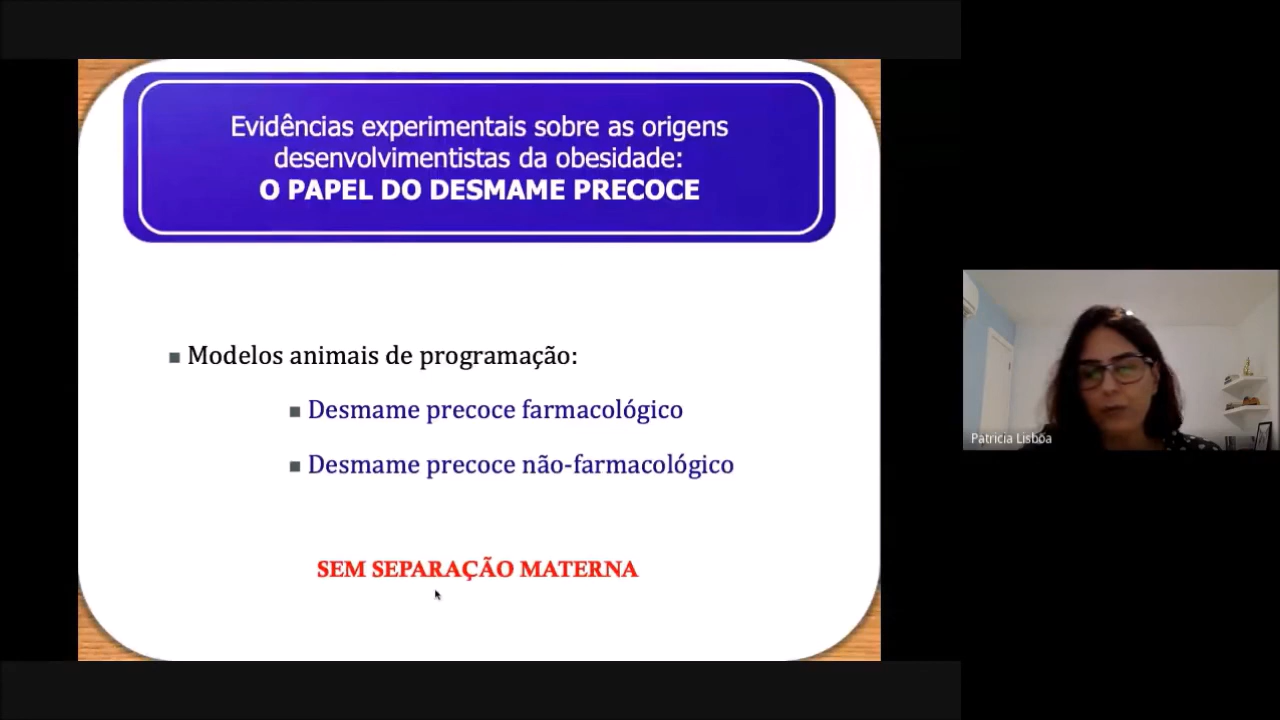 Evidências experimentais sobre as origens
desenvolvimentistas da obesidade:
O PAPEL DO DESMAME PRECOCE
Modelos animais de programação:
Desmame precoce farmacológico
Desmame precoce não-farmacológico
SEM SEPARAÇÃO MATERNA
Patricia Lisboa